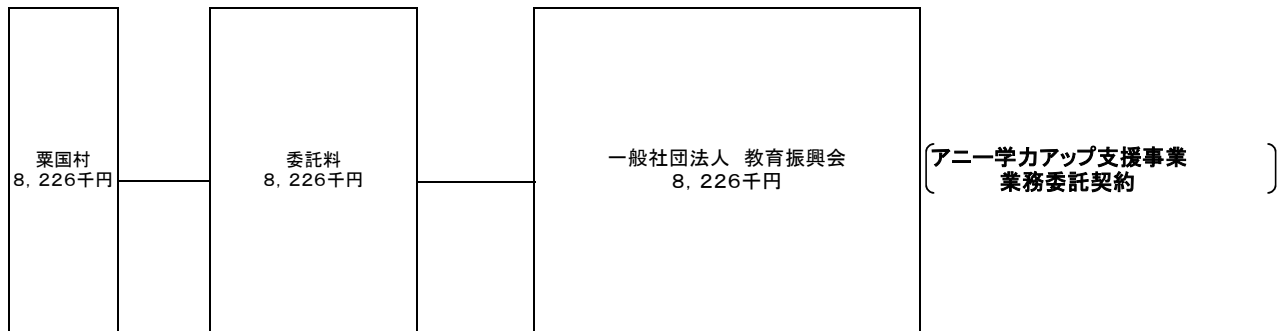 粟国村
8，226千円
委託料
8，226千円
一般社団法人　教育振興会
8，226千円
アニー学力アップ支援事業
業務委託契約